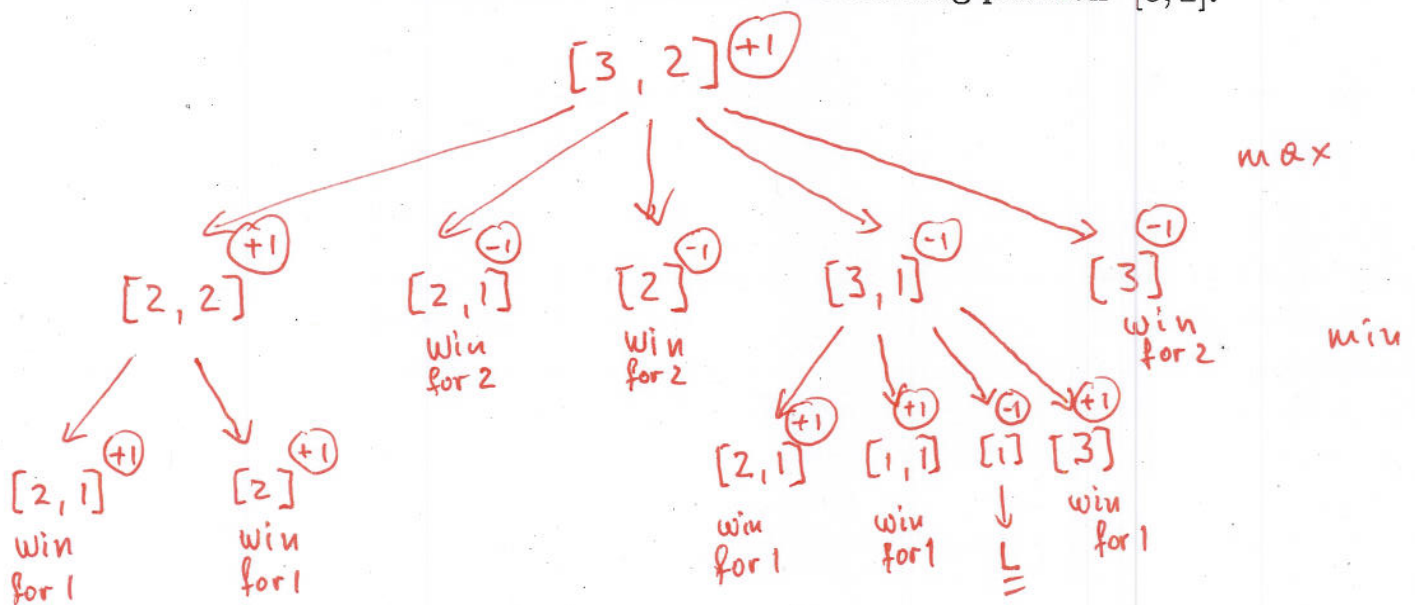 [3, 2].
[3, 2] +1
max
+1 -1 -1 -1 -1
[2, 2] [2, 1] [2] [3, 1] [3]
win for 2 win for 2 win for 2
min
+1 +1 +1 +1 -1 +1
[2, 1] [2] [2, 1] [1, 1] [1] [3]
win for 1 win for 1 win for 1 win for 1 L win for 1